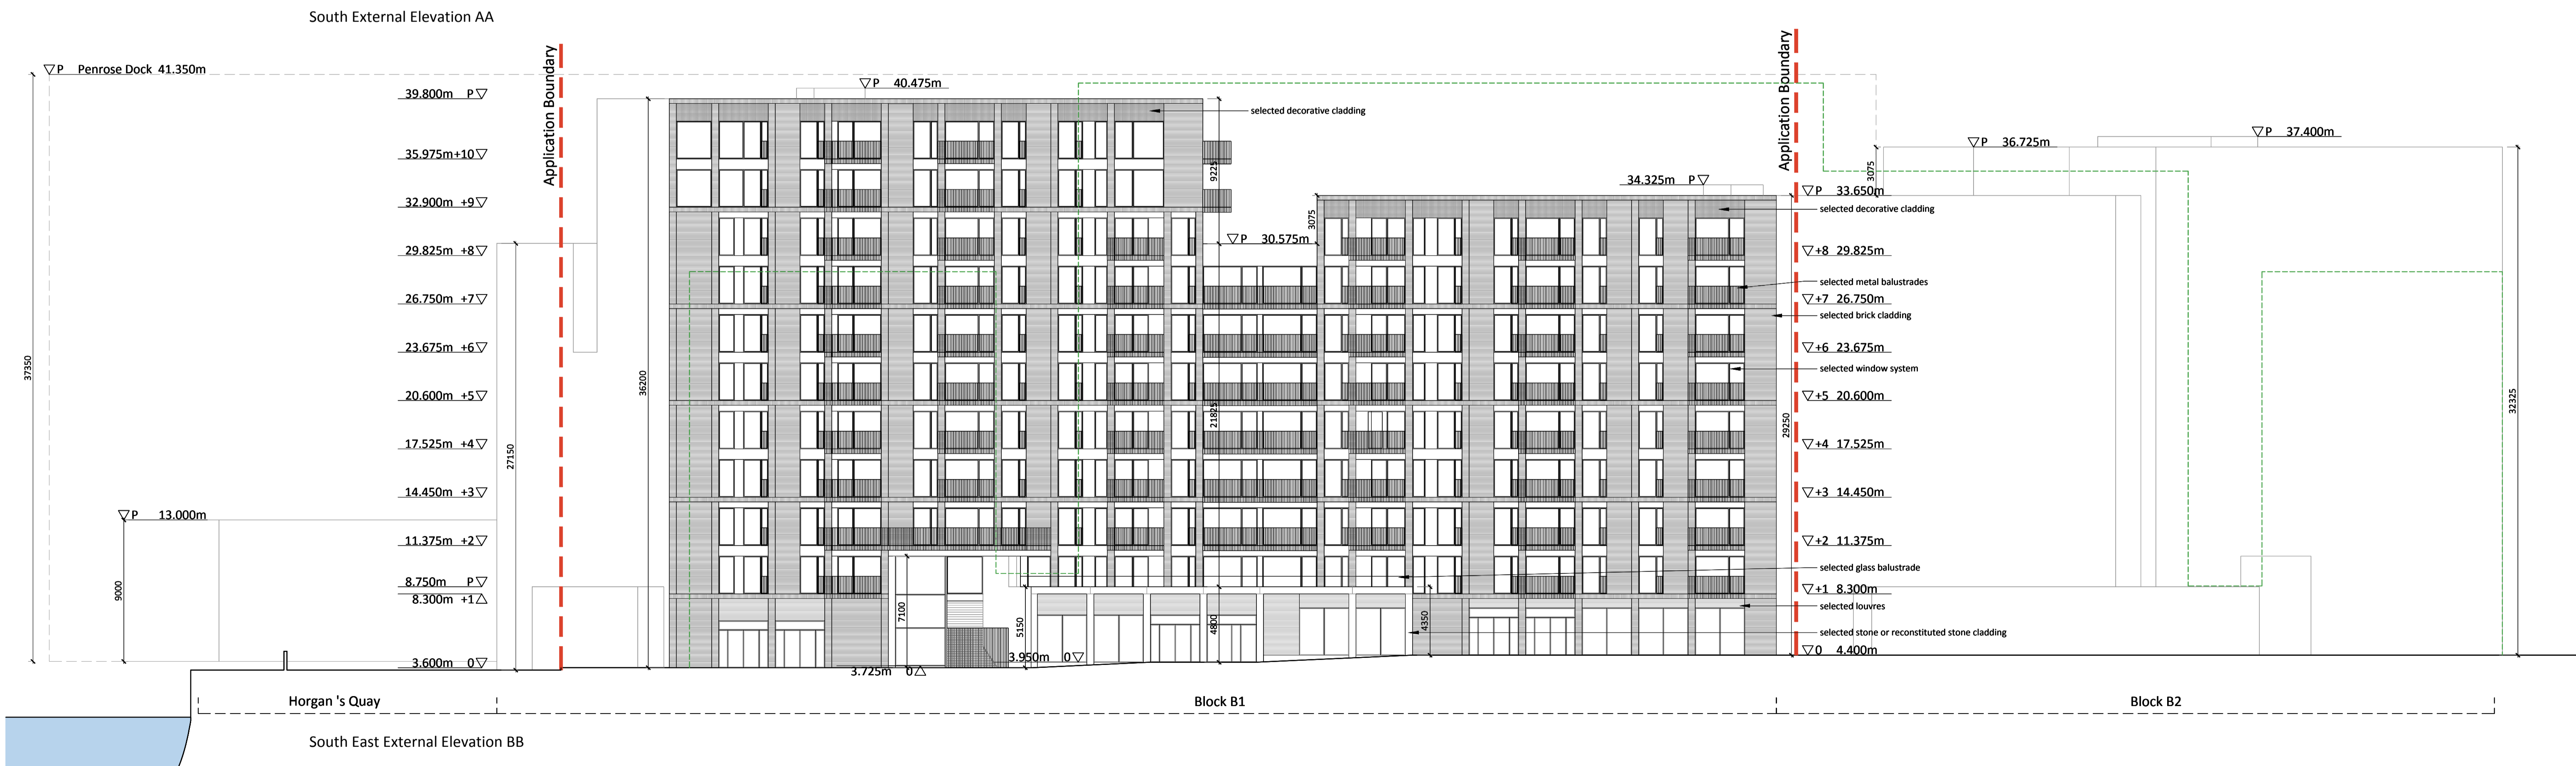 South External Elevation AA
Application Boundary
Application Boundary
P Penrose Dock 41.350m
P 40.475m
39.800m P
selected decorative cladding
P 37.400m
P 36.725m
35.975m +10
9225
3075
34.325m P
P 33.650m
32.900m +9
selected decorative cladding
3075
P 30.575m
29.825m +8
+8 29.825m
selected metal balustrades
26.750m +7
+7 26.750m
selected brick cladding
23.675m +6
+6 23.675m
selected window system
37350
36200
20.600m +5
+5 20.600m
32325
21825
29250
17.525m +4
+4 17.525m
27150
14.450m +3
+3 14.450m
P 13.000m
11.375m +2
+2 11.375m
selected glass balustrade
8.750m P
8.300m +1
+1 8.300m
9000
selected louvres
7100
5150
4800
4350
selected stone or reconstituted stone cladding
3.950m 0
0 4.400m
3.600m 0
3.725m 0
Horgan 's Quay
Block B1
Block B2
South East External Elevation BB